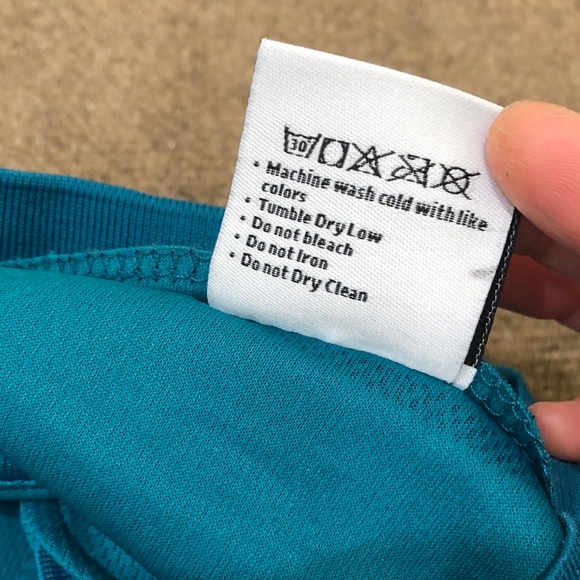 30
• Machine wash cold with like
colors
• Tumble Dry Low
• Do not bleach
• Do not Iron
• Do not Dry Clean